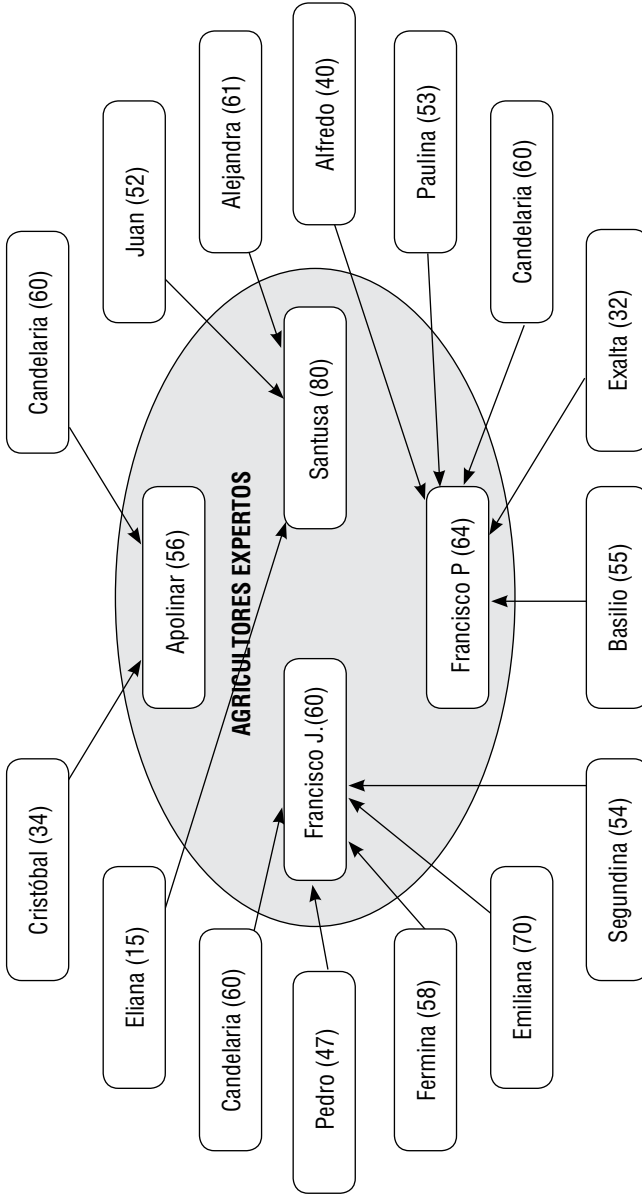 Cristóbal (34)
Candelaria (60)
Eliana (15)
Juan (52)
Apolinar (56)
Candelaria (60)
Alejandra (61)
AGRICULTORES EXPERTOS
Francisco J.(60)
Santusa (80)
Pedro (47)
Alfredo (40)
Fermina (58)
Paulina (53)
Francisco P (64)
Emiliana (70)
Candelaria (60)
Segundina (54)
Basilio (55)
Exalta (32)